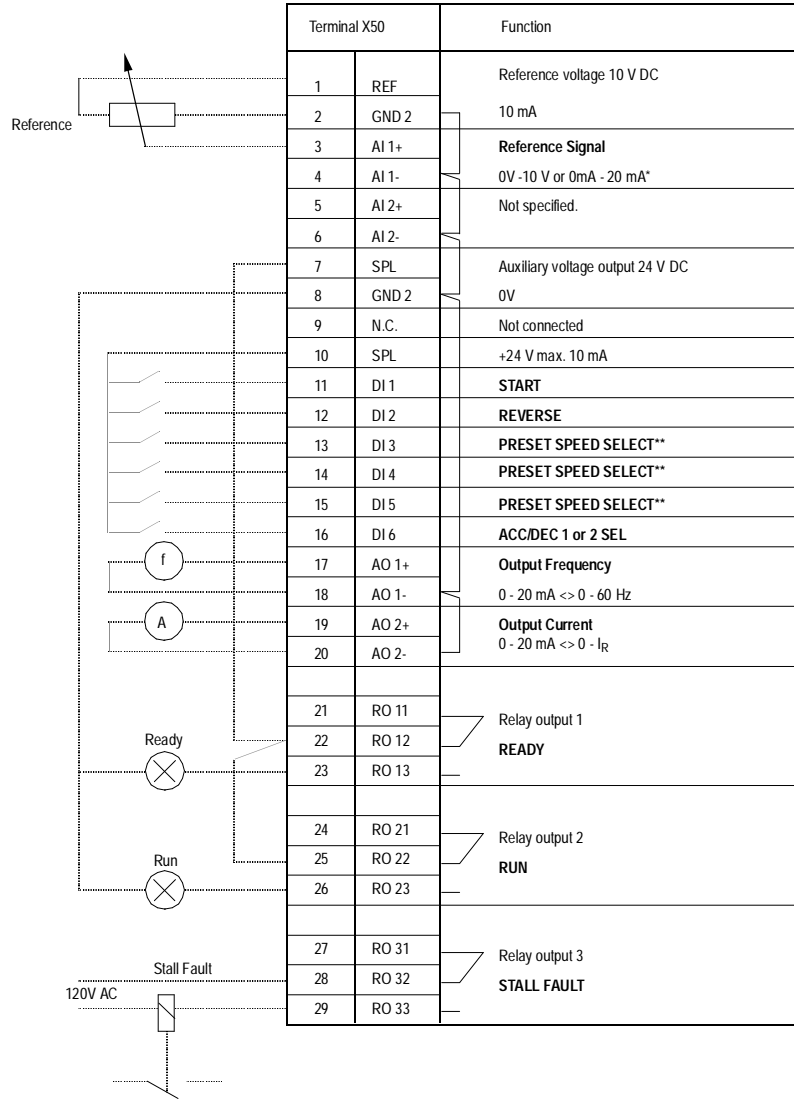 Terminal X50 Function
1 REF Reference voltage 10 V DC
2 GND 2 10 mA
Reference
3 AI 1+ Reference Signal
4 AI 1- 0V -10 V or 0mA - 20 mA*
5 AI 2+ Not specified.
6 AI 2-
7 SPL Auxiliary voltage output 24 V DC
8 GND 2 0V
9 N.C. Not connected
10 SPL +24 V max. 10 mA
11 DI 1 START
12 DI 2 REVERSE
13 DI 3 PRESET SPEED SELECT**
14 DI 4 PRESET SPEED SELECT**
15 DI 5 PRESET SPEED SELECT**
16 DI 6 ACC/DEC 1 or 2 SEL
f 17 AO 1+ Output Frequency
18 AO 1- 0 - 20 mA <> 0 - 60 Hz
A 19 AO 2+ Output Current
20 AO 2- 0 - 20 mA <> 0 - IR
21 RO 11 Relay output 1
Ready 22 RO 12 READY
23 RO 13
24 RO 21 Relay output 2
Run 25 RO 22 RUN
26 RO 23
27 RO 31 Relay output 3
Stall Fault 28 RO 32 STALL FAULT
120V AC 29 RO 33